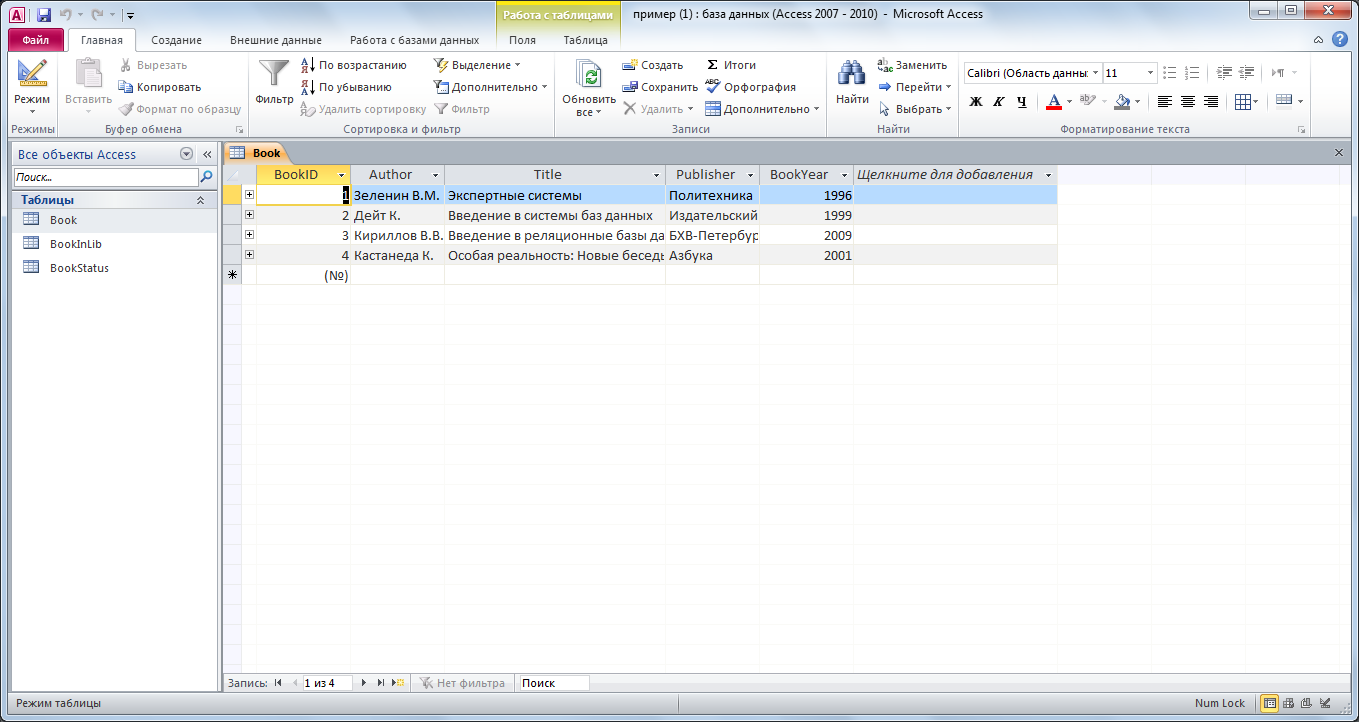 Работа с таблицами
пример (1) : база данных (Access 2007 - 2010) - Microsoft Access
Файл Главная Создание Внешние данные Работа с базами данных Поля Таблица
Режим
Режимы
Вставить
Вырезать
Копировать
Формат по образцу
Буфер обмена
Фильтр
По возрастанию
По убыванию
Удалить сортировку
Выделение
Дополнительно
Фильтр
Сортировка и фильтр
Обновить все
Создать
Сохранить
Удалить
Итоги
Орфография
Дополнительно
Записи
Найти
Заменить
Перейти
Выбрать
Найти
Calibri (Область данны: 11
Ж К Ч
Форматирование текста
Все объекты Access
Поиск...
Таблицы
Book
BookInLib
BookStatus
Book
BookID Author Title Publisher BookYear Щелкните для добавления
1 Зеленин В.М. Экспертные системы Политехника 1996
2 Дейт К. Введение в системы баз данных Издательский 1999
3 Кириллов В.В. Введение в реляционные базы да БХВ-Петербур 2009
4 Кастанеда К. Особая реальность: Новые бесед Азбука 2001
(№)
Запись: 1 из 4 Нет фильтра Поиск
Режим таблицы Num Lock